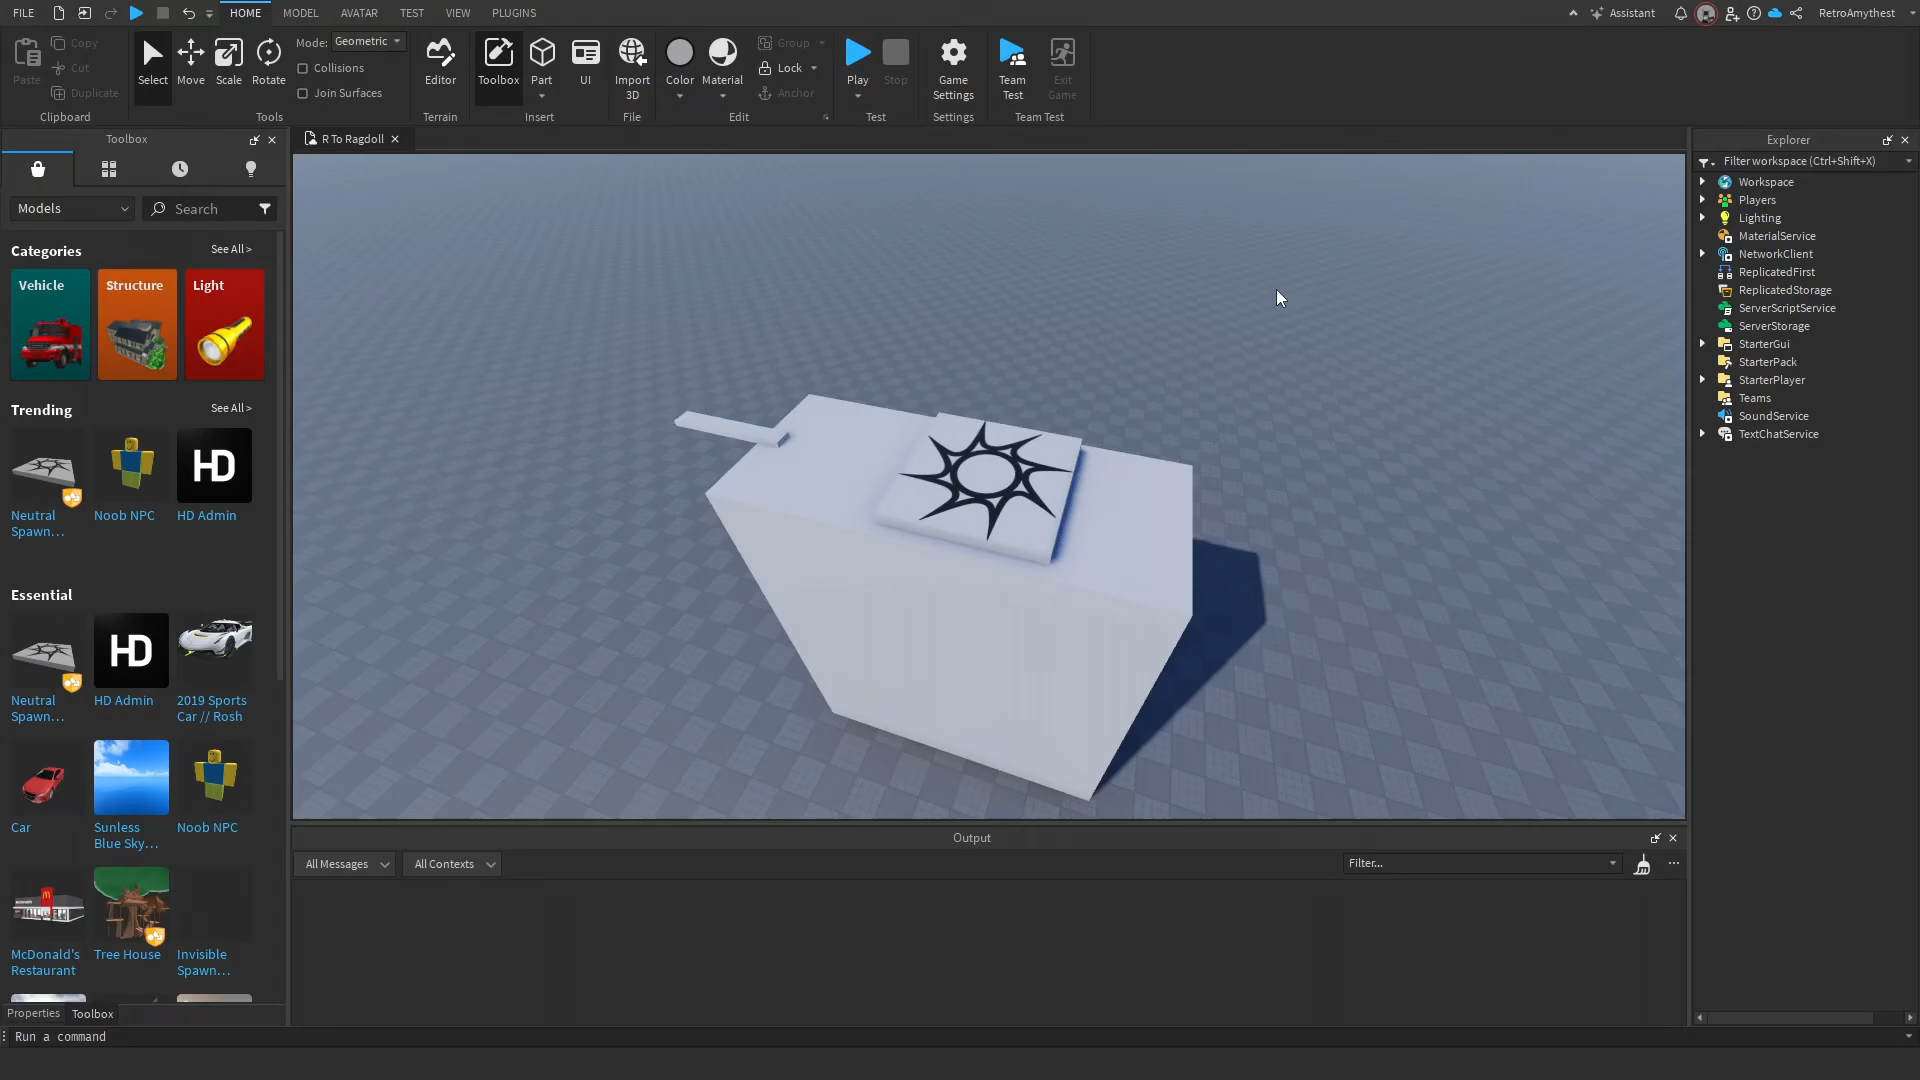 FILE
HOME
MODEL
AVATAR
TEST
VIEW
PLUGINS
Assistant
RetroAmythest
Paste
Copy
Cut
Duplicate
Clipboard
Select
Move
Scale
Rotate
Mode: Geometric
Collisions
Join Surfaces
Tools
Editor
Terrain
Toolbox
Part
UI
Insert
Import
3D
File
Color
Material
Group
Lock
Anchor
Edit
Play
Stop
Test
Game
Settings
Settings
Team
Test
Exit
Game
Team Test
Toolbox
Models
Search
Categories
See All >
Vehicle
Structure
Light
Trending
See All >
HD
Neutral
Spawn...
Noob NPC
HD Admin
Essential
HD
Neutral
Spawn...
HD Admin
2019 Sports
Car // Rosh
Car
Sunless
Blue Sky...
Noob NPC
McDonald's
Restaurant
Tree House
Invisible
Spawn...
Properties
Toolbox
Run a command
R To Ragdoll
Output
All Messages
All Contexts
Filter...
Explorer
Filter workspace (Ctrl+Shift+X)
Workspace
Players
Lighting
MaterialService
NetworkClient
ReplicatedFirst
ReplicatedStorage
ServerScriptService
ServerStorage
StarterGui
StarterPack
StarterPlayer
Teams
SoundService
TextChatService